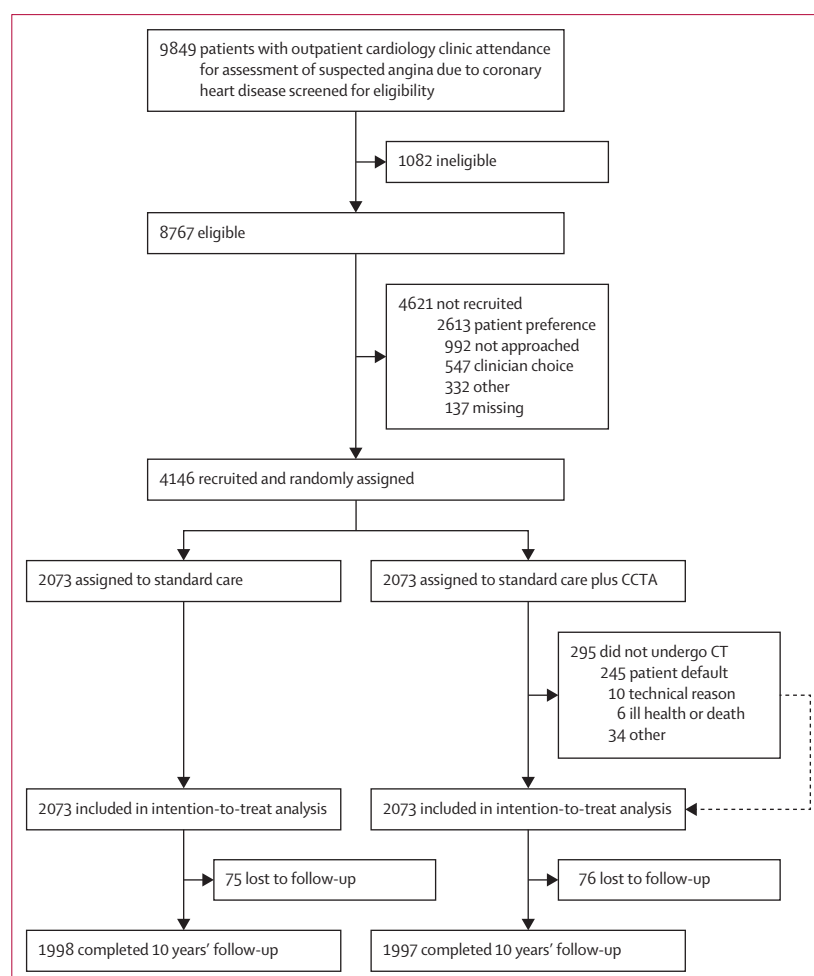 9849 patients with outpatient cardiology clinic attendance
for assessment of suspected angina due to coronary
heart disease screened for eligibility
1082 ineligible
8767 eligible
4621 not recruited
2613 patient preference
992 not approached
547 clinician choice
332 other
137 missing
4146 recruited and randomly assigned
2073 assigned to standard care
2073 assigned to standard care plus CCTA
295 did not undergo CT
245 patient default
10 technical reason
6 ill health or death
34 other
2073 included in intention-to-treat analysis
2073 included in intention-to-treat analysis
75 lost to follow-up
76 lost to follow-up
1998 completed 10 years' follow-up
1997 completed 10 years' follow-up